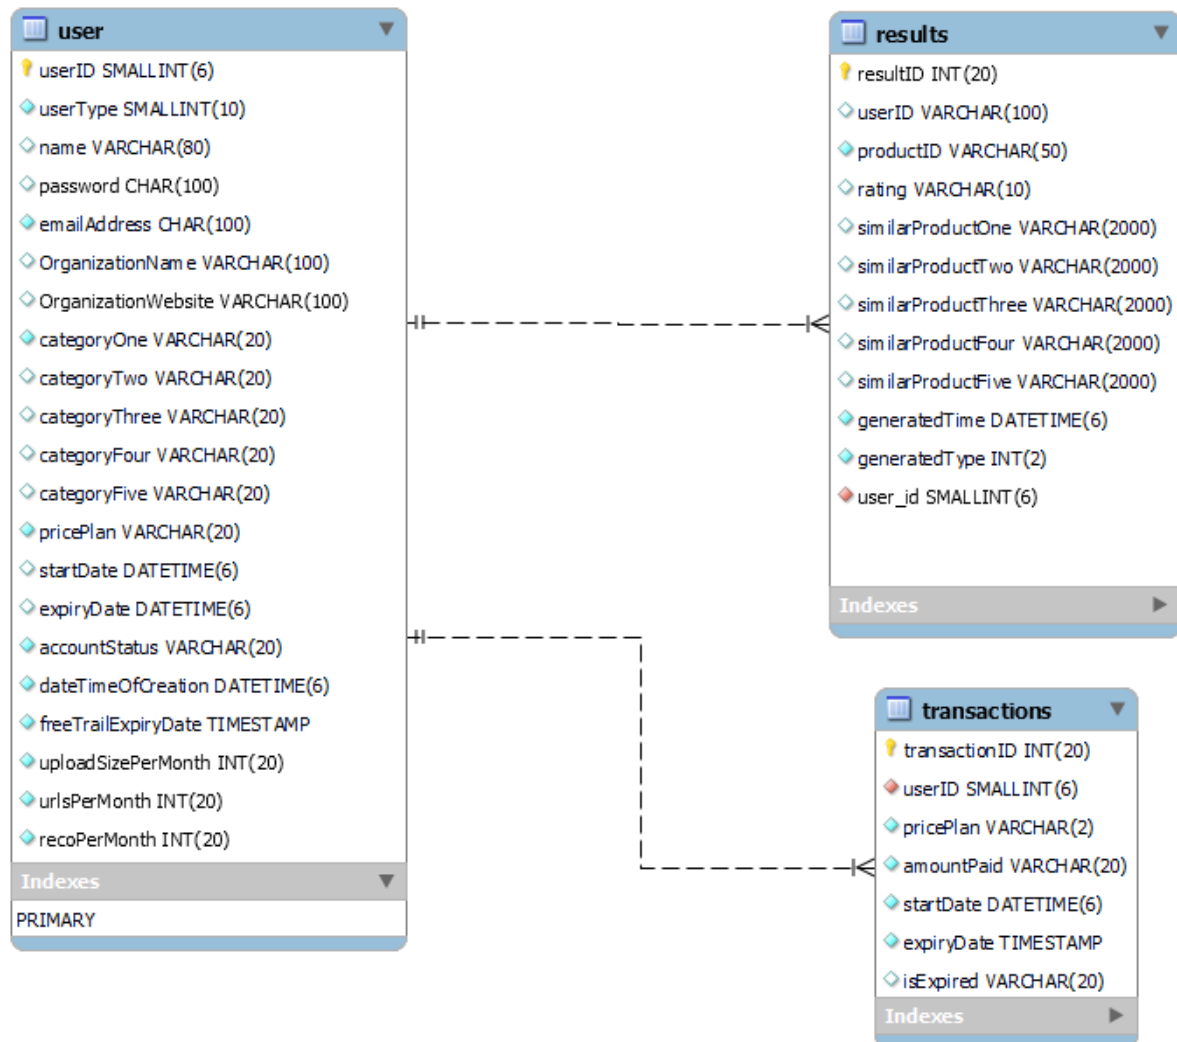 user
userID SMALLINT(6)
userType SMALLINT(10)
name VARCHAR(80)
password CHAR(100)
emailAddress CHAR(100)
OrganizationName VARCHAR(100)
OrganizationWebsite VARCHAR(100)
categoryOne VARCHAR(20)
categoryTwo VARCHAR(20)
categoryThree VARCHAR(20)
categoryFour VARCHAR(20)
categoryFive VARCHAR(20)
pricePlan VARCHAR(20)
startDate DATETIME(6)
expiryDate DATETIME(6)
accountStatus VARCHAR(20)
dateTimeOfCreation DATETIME(6)
freeTrailExpiryDate TIMESTAMP
uploadSizePerMonth INT(20)
urlsPerMonth INT(20)
recoPerMonth INT(20)
Indexes
PRIMARY
results
resultID INT(20)
userID VARCHAR(100)
productID VARCHAR(50)
rating VARCHAR(10)
similarProductOne VARCHAR(2000)
similarProductTwo VARCHAR(2000)
similarProductThree VARCHAR(2000)
similarProductFour VARCHAR(2000)
similarProductFive VARCHAR(2000)
generatedTime DATETIME(6)
generatedType INT(2)
user_id SMALLINT(6)
Indexes
transactions
transactionID INT(20)
userID SMALLINT(6)
pricePlan VARCHAR(2)
amountPaid VARCHAR(20)
startDate DATETIME(6)
expiryDate TIMESTAMP
isExpired VARCHAR(20)
Indexes